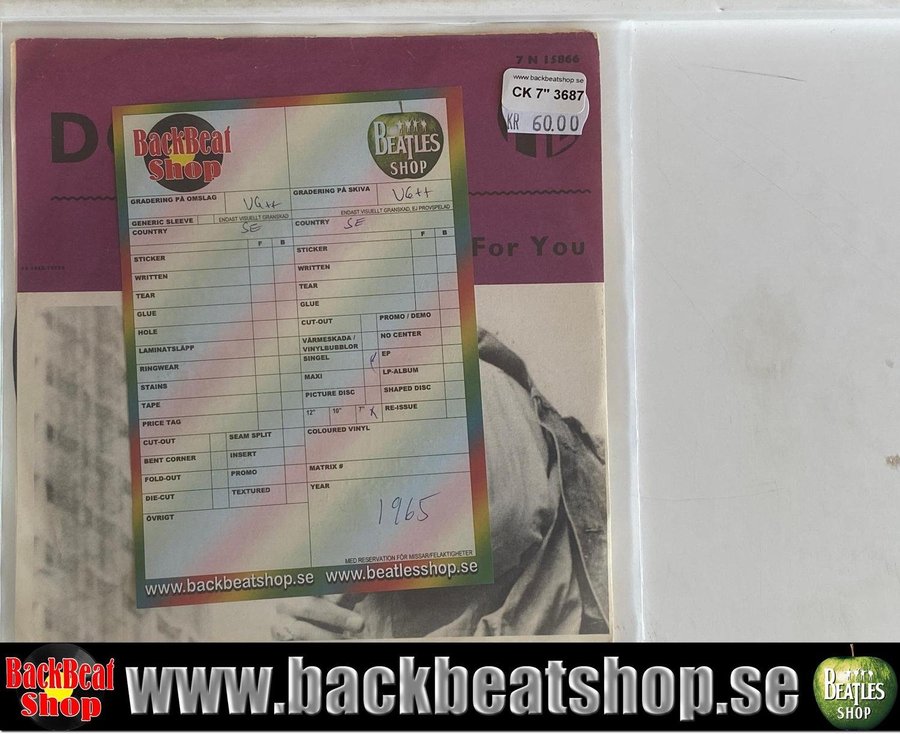 7 N 15866
www.backbeatshop.se
CK 7" 3687
KR 60.00
For You
BackBeat
Shop
BEATLES
SHOP
GRADERING PÅ OMSLAG VG++
GRADERING PÅ SKIVA VG++
GENERIC SLEEVE
ENDAST VISUELLT GRANSKAD
ENDAST VISUELLT GRANSKAD, EJ PROVSPELAD
COUNTRY SE
COUNTRY SE
F B
F B
STICKER
WRITTEN
TEAR
GLUE
HOLE
LAMINATSLÄPP
RINGWEAR
STAINS
TAPE
PRICE TAG
CUT-OUT
SEAM SPLIT
BENT CORNER
INSERT
FOLD-OUT
PROMO
DIE-CUT
TEXTURED
ÖVRIGT
STICKER
WRITTEN
TEAR
GLUE
CUT-OUT
PROMO / DEMO
VÄRMESKADA /
VINYLBUBBLOR
NO CENTER
SINGEL
EP
MAXI
LP-ALBUM
PICTURE DISC
SHAPED DISC
12" 10" 7" X
RE-ISSUE
COLOURED VINYL
MATRIX #
YEAR
1965
MED RESERVATION FÖR MISSAR/FELAKTIGHETER
www.backbeatshop.se www.beatlesshop.se
BackBeat
Shop
www.backbeatshop.se
BEATLES
SHOP